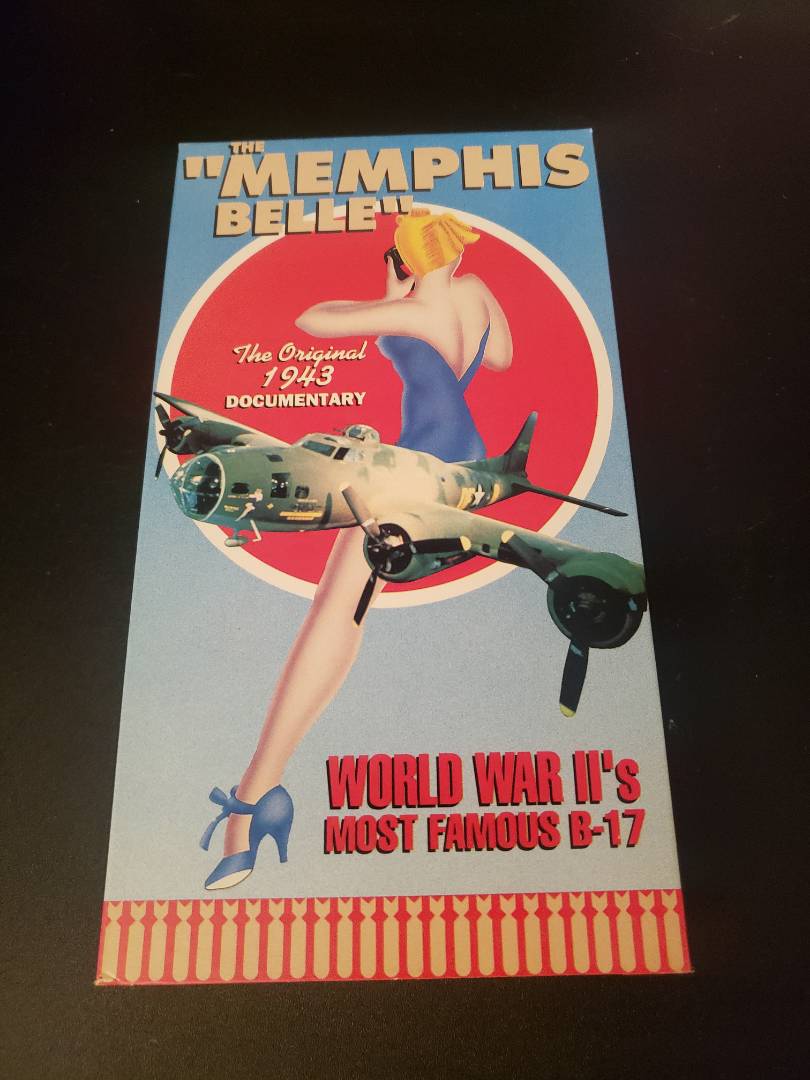 THE
"MEMPHIS
BELLE"
The Original
1943
DOCUMENTARY
WORLD WAR II's
MOST FAMOUS B-17